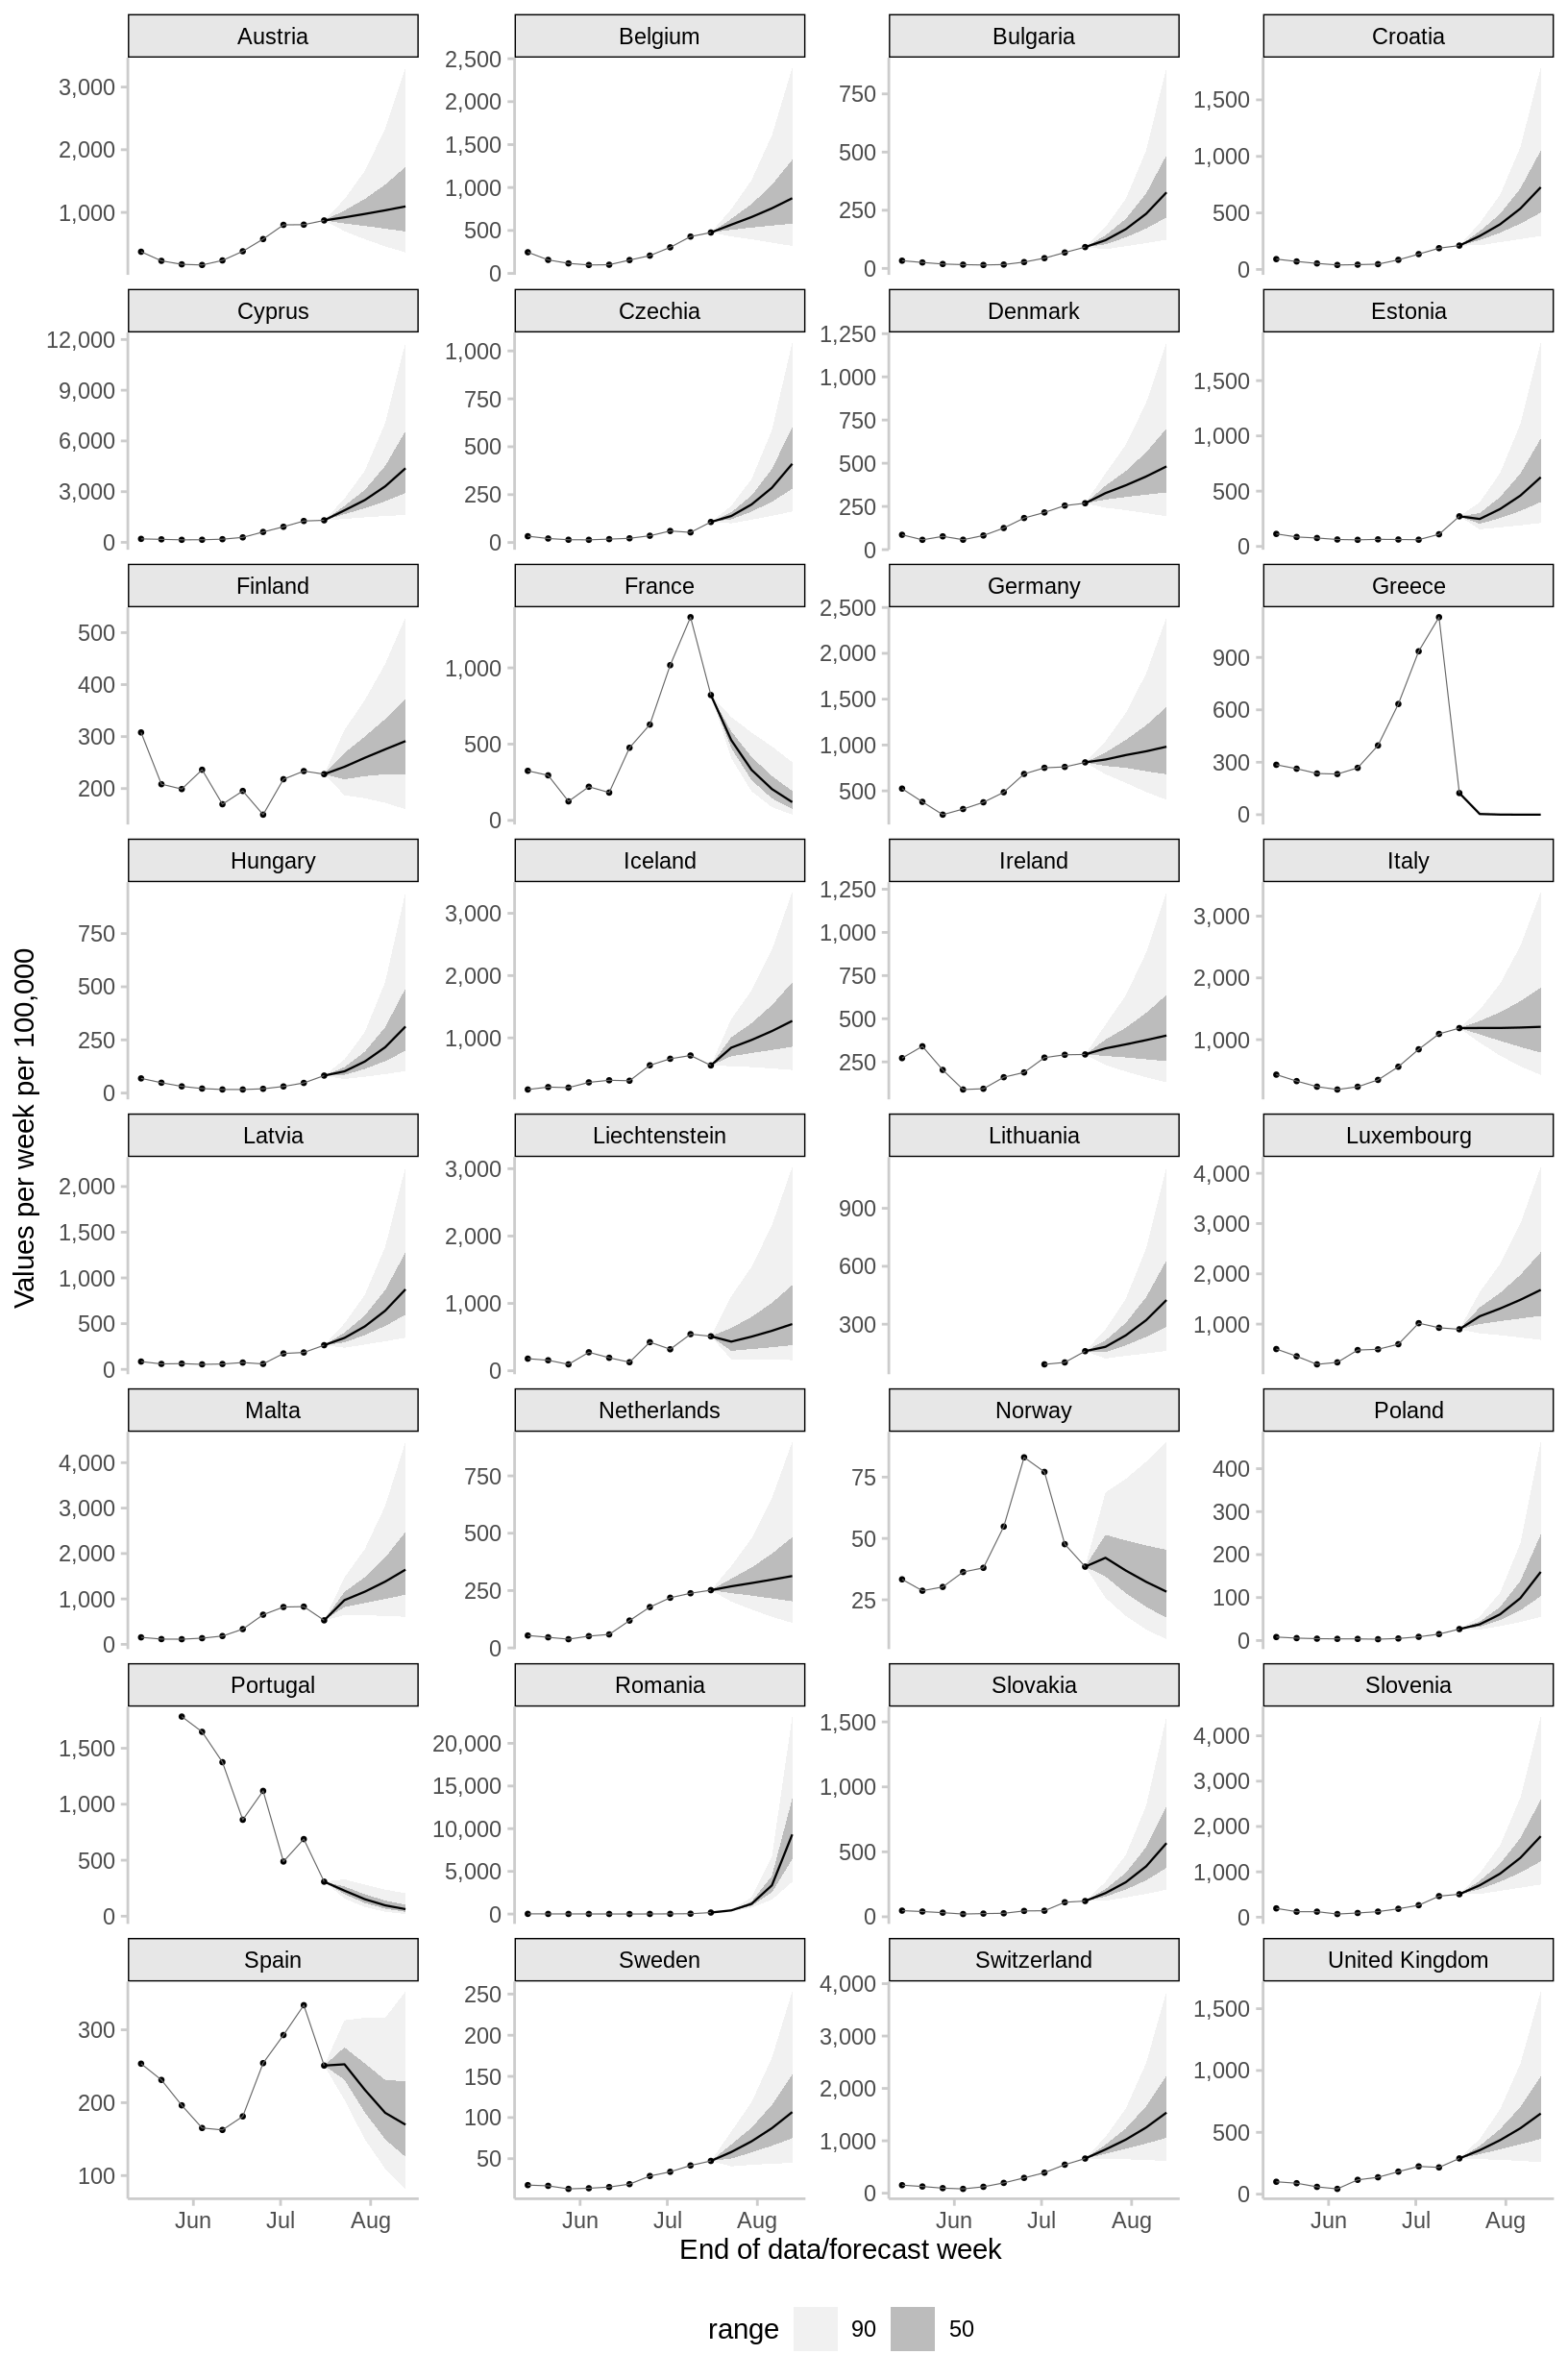 Austria Belgium Bulgaria Croatia
3,000 2,000 1,000
2,500 2,000 1,500 1,000 500 0
750 500 250 0
1,500 1,000 500 0
Cyprus Czechia Denmark Estonia
12,000 9,000 6,000 3,000 0
1,000 750 500 250 0
1,250 1,000 750 500 250 0
1,500 1,000 500 0
Finland France Germany Greece
500 400 300 200
1,000 500 0
2,500 2,000 1,500 1,000 500
900 600 300 0
Hungary Iceland Ireland Italy
750 500 250 0
3,000 2,000 1,000
1,250 1,000 750 500 250
3,000 2,000 1,000
Latvia Liechtenstein Lithuania Luxembourg
2,000 1,500 1,000 500 0
3,000 2,000 1,000 0
900 600 300
4,000 3,000 2,000 1,000
Malta Netherlands Norway Poland
4,000 3,000 2,000 1,000 0
750 500 250 0
75 50 25
400 300 200 100 0
Portugal Romania Slovakia Slovenia
1,500 1,000 500 0
20,000 15,000 10,000 5,000 0
1,500 1,000 500 0
4,000 3,000 2,000 1,000 0
Spain Sweden Switzerland United Kingdom
300 200 100
250 200 150 100 50
4,000 3,000 2,000 1,000 0
1,500 1,000 500 0
Jun Jul Aug Jun Jul Aug Jun Jul Aug Jun Jul Aug
Values per week per 100,000
End of data/forecast week
range 90 50